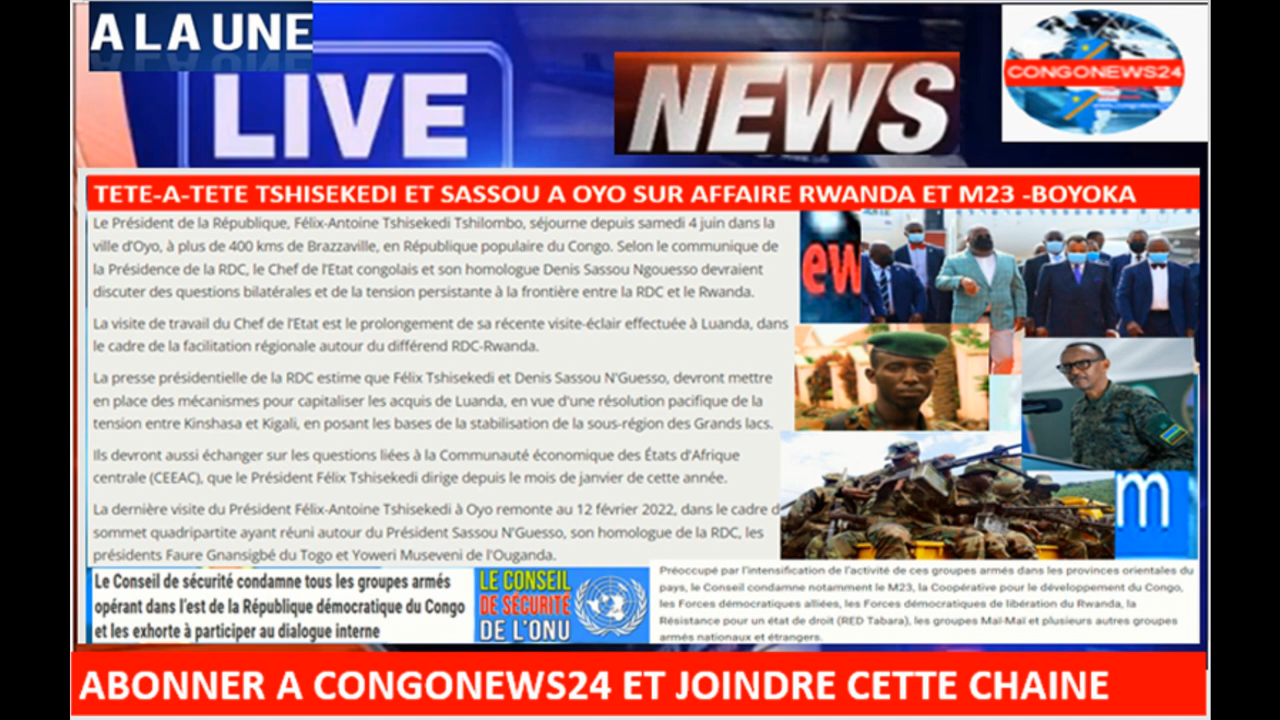 A LA UNE
LIVE
NEWS
CONGONEWS24
TETE-A-TETE TSHISEKEDI ET SASSOU A OYO SUR AFFAIRE RWANDA ET M23 -BOYOKA
Le Président de la République, Félix-Antoine Tshisekedi Tshilombo, séjourne depuis samedi 4 juin dans la
ville d'Oyo, à plus de 400 kms de Brazzaville, en République populaire du Congo. Selon le communique de
la Présidence de la RDC, le Chef de l'Etat congolais et son homologue Denis Sassou Ngouesso devraient
discuter des questions bilatérales et de la tension persistante à la frontière entre la RDC et le Rwanda.
La visite de travail du Chef de l'Etat est le prolongement de sa récente visite-éclair effectuée à Luanda, dans
le cadre de la facilitation régionale autour du différend RDC-Rwanda.
La presse présidentielle de la RDC estime que Félix Tshisekedi et Denis Sassou N'Guesso, devront mettre
en place des mécanismes pour capitaliser les acquis de Luanda, en vue d'une résolution pacifique de la
tension entre Kinshasa et Kigali, en posant les bases de la stabilisation de la sous-région des Grands lacs.
Ils devront aussi échanger sur les questions liées à la Communauté économique des États d'Afrique
centrale (CEEAC), que le Président Félix Tshisekedi dirige depuis le mois de janvier de cette année.
La dernière visite du Président Félix-Antoine Tshisekedi à Oyo remonte au 12 février 2022, dans le cadre d
sommet quadripartite ayant réuni autour du Président Sassou N'Guesso, son homologue de la RDC, les
présidents Faure Gnansigbé du Togo et Yoweri Museveni de l'Ouganda.
ew
m
Le Conseil de sécurité condamne tous les groupes armés
opérant dans l'est de la République démocratique du Congo
et les exhorte à participer au dialogue interne
LE CONSEIL
DE SÉCURITÉ
DE L'ONU
Préoccupé par l'intensification de l'activité de ces groupes armés dans les provinces orientales du
pays, le Conseil condamne notamment le M23, la Coopérative pour le développement du Congo,
les Forces démocratiques alliées, les Forces démocratiques de libération du Rwanda, la
Résistance pour un état de droit (RED Tabara), les groupes Maï-Maï et plusieurs autres groupes
armés nationaux et étrangers.
ABONNER A CONGONEWS24 ET JOINDRE CETTE CHAINE